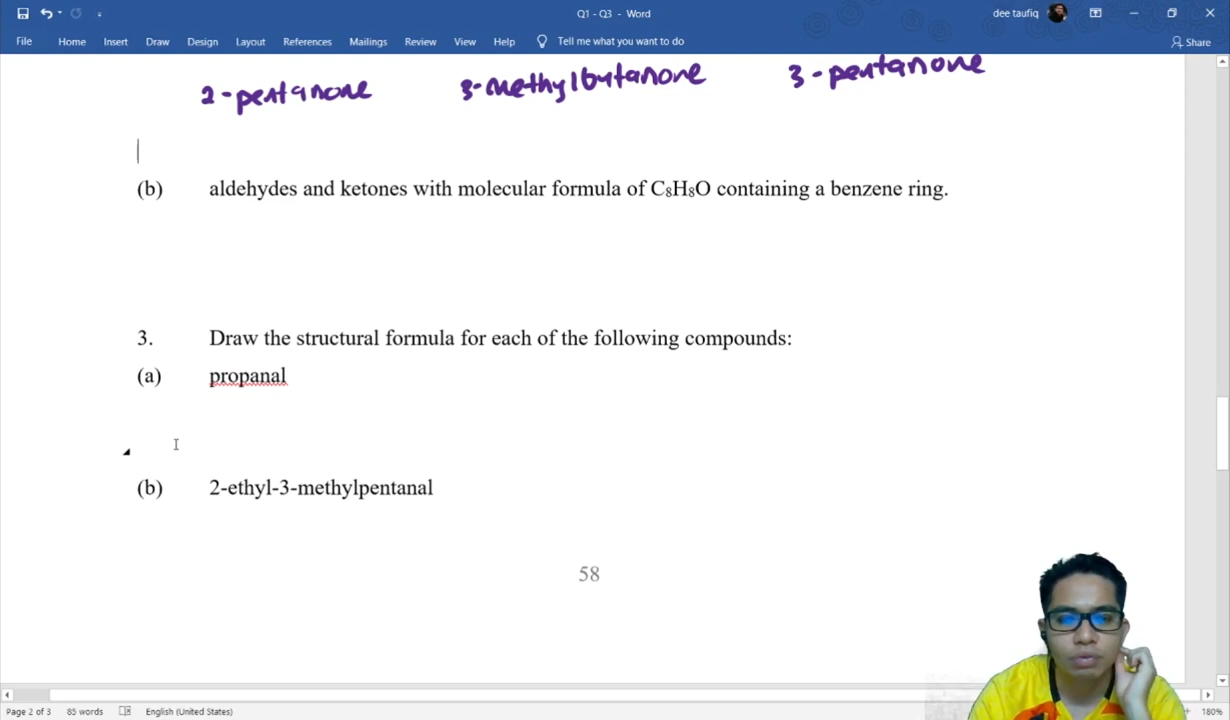 Q1 - Q3 - Word
dee taufiq
File Home Insert Draw Design Layout References Mailings Review View Help Tell me what you want to do Share
2-pentanone 3-methylbutanone 3-pentanone
(b) aldehydes and ketones with molecular formula of C₈H₈O containing a benzene ring.
3. Draw the structural formula for each of the following compounds:
(a) propanal
(b) 2-ethyl-3-methylpentanal
58
Page 2 of 3 85 words English (United States) 180%